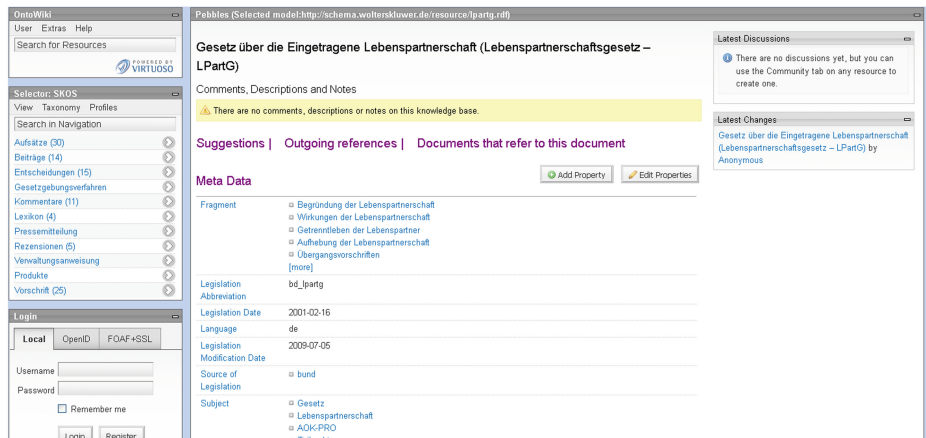 OntoWiki
User Extras Help
Search for Resources
POWERED BY
VIRTUOSO
Selector: SKOS
View Taxonomy Profiles
Search in Navigation
Aufsätze (30)
Beiträge (14)
Entscheidungen (15)
Gesetzgebungsverfahren
Kommentare (11)
Lexikon (4)
Pressemitteilung
Rezensionen (5)
Verwaltungsanweisung
Produkte
Vorschrift (25)
Login
Local OpenID FOAF+SSL
Username
Password
Remember me
Login Register
Pebbles (Selected model:http://schema.wolterskluwer.de/resource/lpartg.rdf)
Gesetz über die Eingetragene Lebenspartnerschaft (Lebenspartnerschaftsgesetz –
LPartG)
Comments, Descriptions and Notes
There are no comments, descriptions or notes on this knowledge base.
Suggestions | Outgoing references | Documents that refer to this document
Meta Data
Add Property Edit Properties
Fragment
Begründung der Lebenspartnerschaft
Wirkungen der Lebenspartnerschaft
Getrenntleben der Lebenspartner
Aufhebung der Lebenspartnerschaft
Übergangsvorschriften
[more]
Legislation
Abbreviation
bd_lpartg
Legislation Date 2001-02-16
Language de
Legislation
Modification Date
2009-07-05
Source of
Legislation
bund
Subject
Gesetz
Lebenspartnerschaft
AOK-PRO
Latest Discussions
There are no discussions yet, but you can
use the Community tab on any resource to
create one.
Latest Changes
Gesetz über die Eingetragene Lebenspartnerschaft
(Lebenspartnerschaftsgesetz – LPartG) by
Anonymous